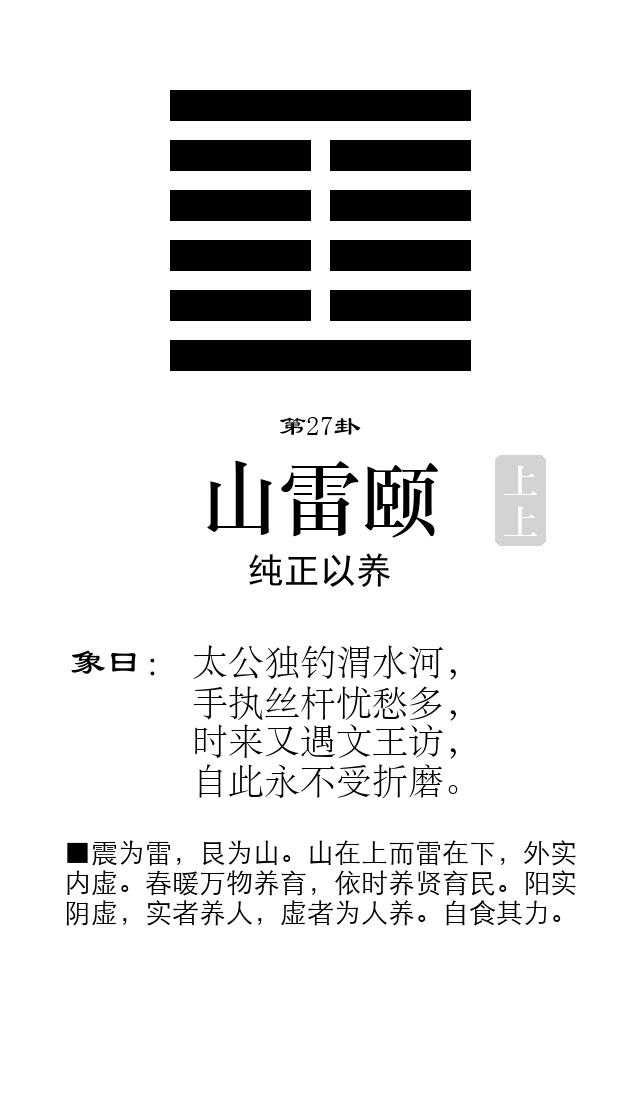 第27卦
山雷颐
上上
纯正以养
象曰： 太公独钓渭水河，
手执丝杆忧愁多，
时来又遇文王访，
自此永不受折磨。
■震为雷，艮为山。山在上而雷在下，外实
内虚。春暖万物养育，依时养贤育民。阳实
阴虚，实者养人，虚者为人养。自食其力。